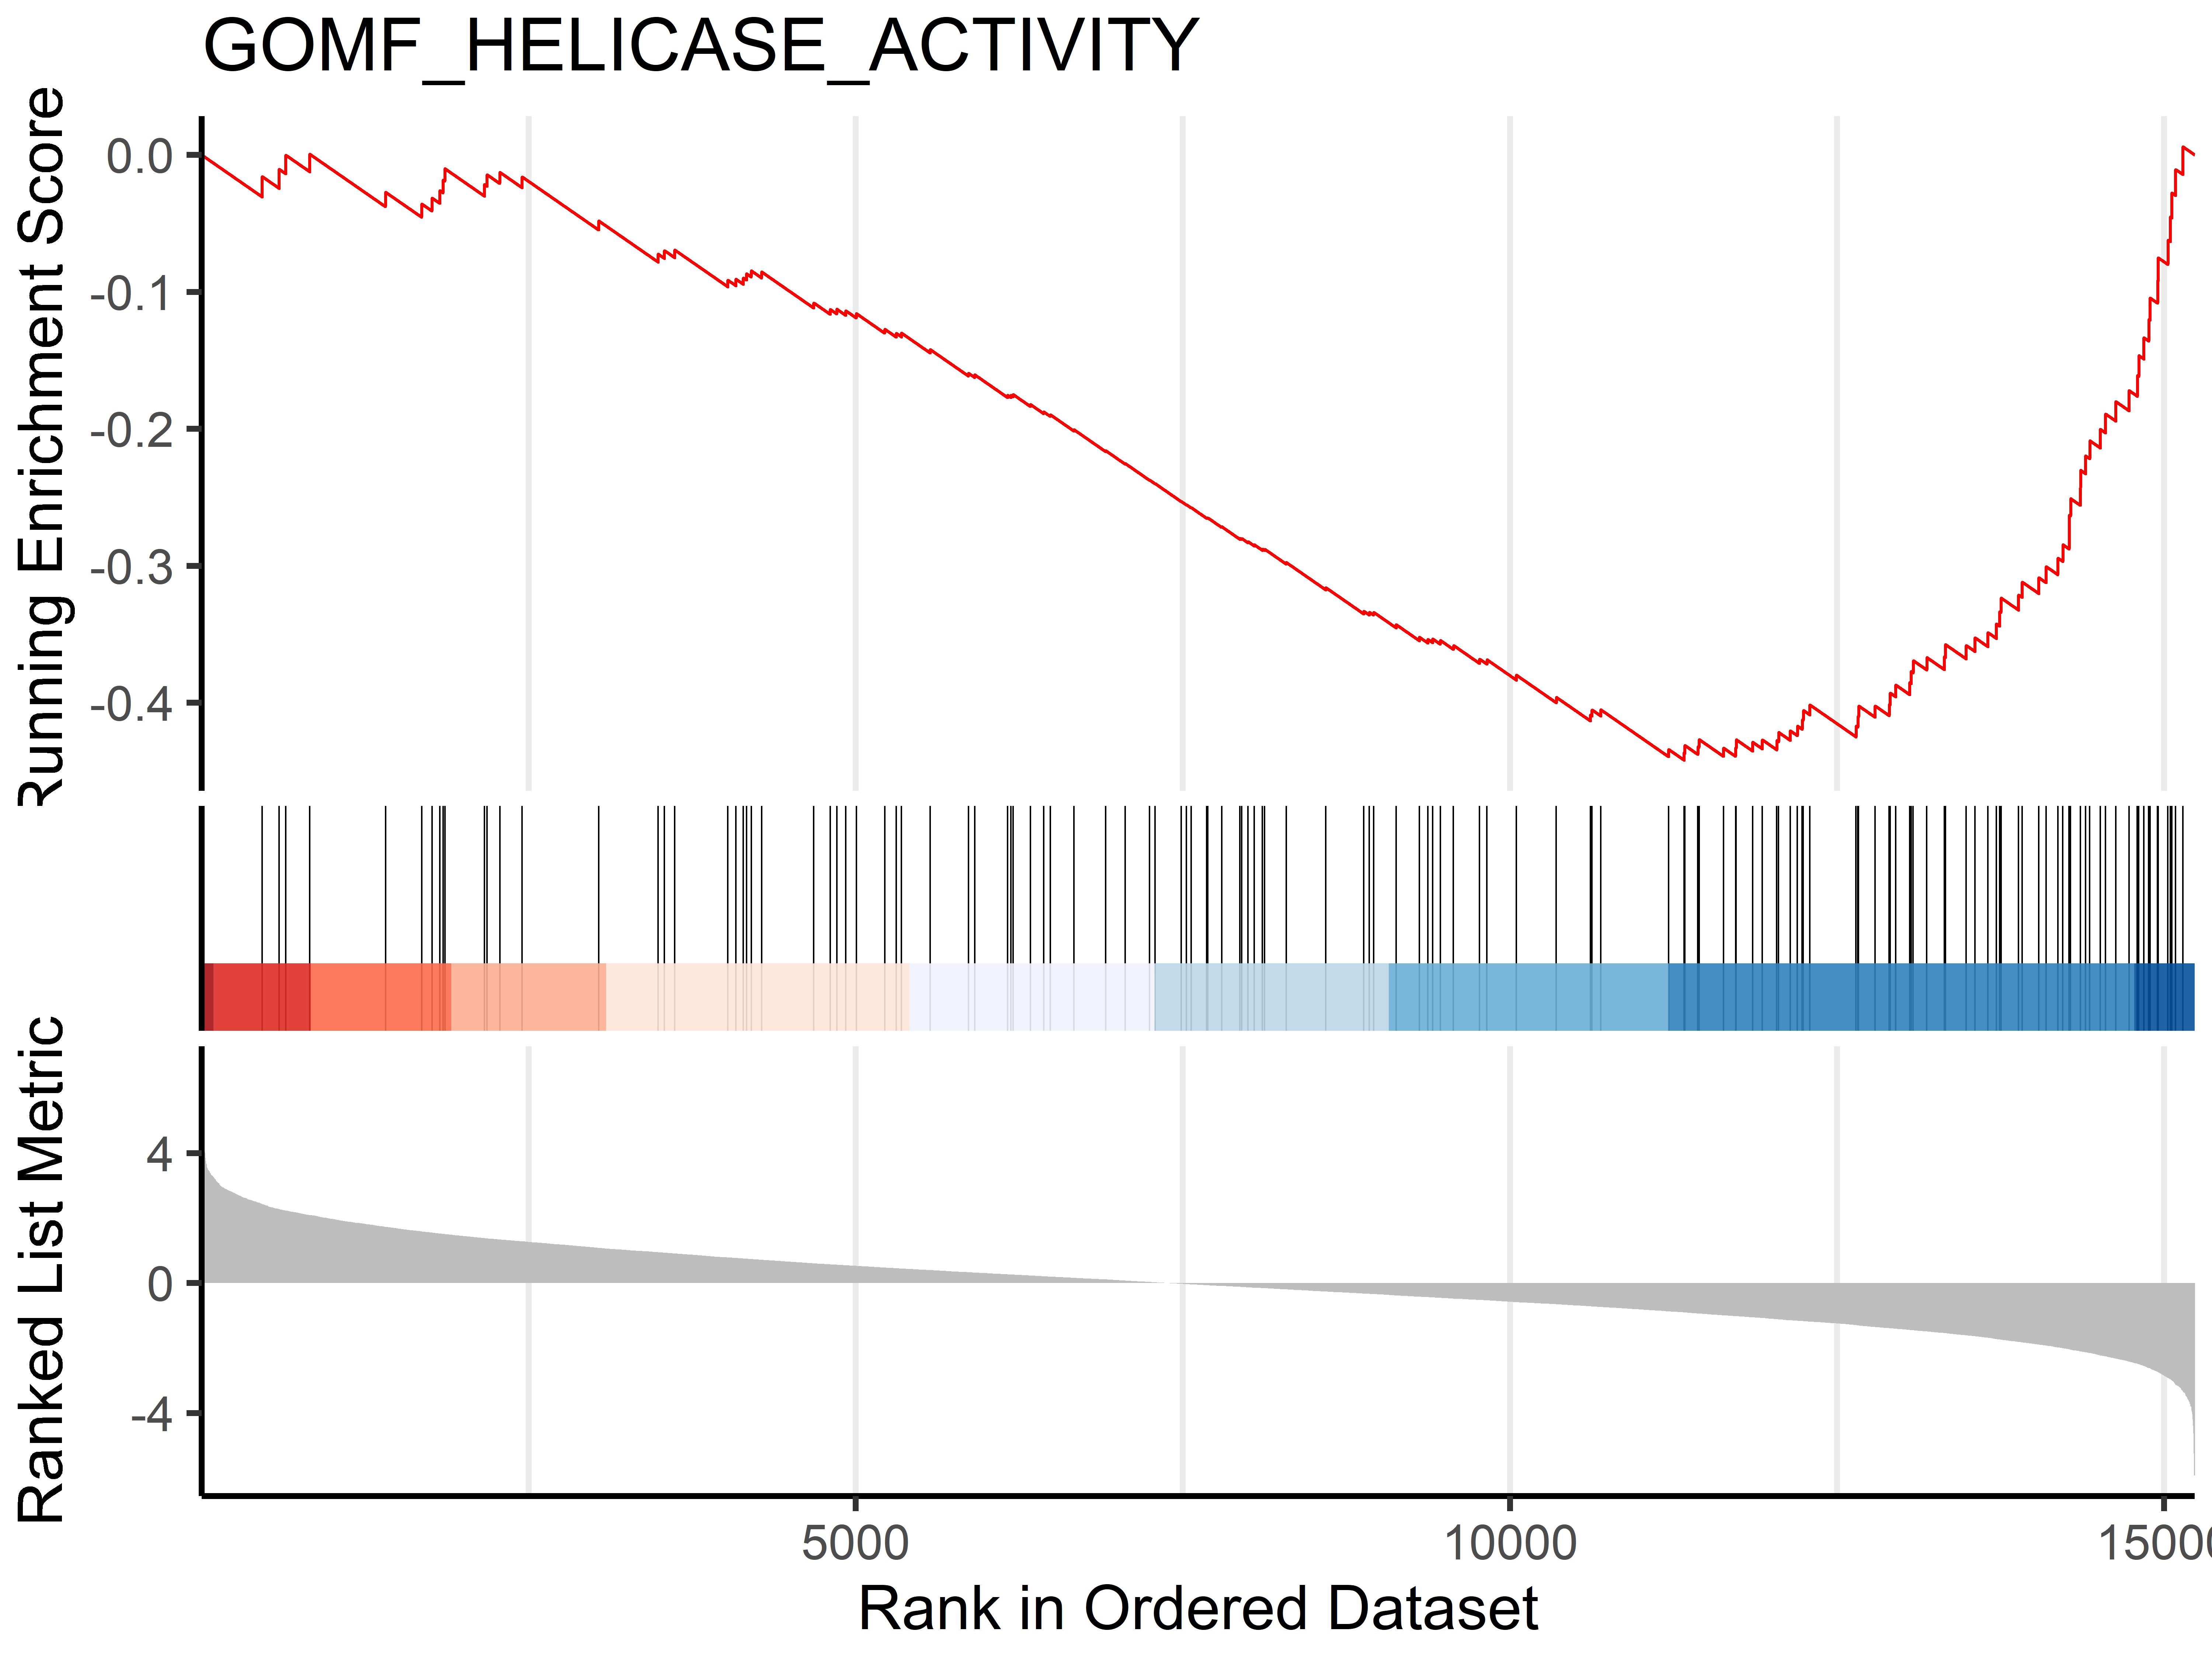 GOMF_HELICASE_ACTIVITY
Running Enrichment Score
0.0
-0.1
-0.2
-0.3
-0.4
Ranked List Metric
4
0
-4
5000
10000
15000
Rank in Ordered Dataset